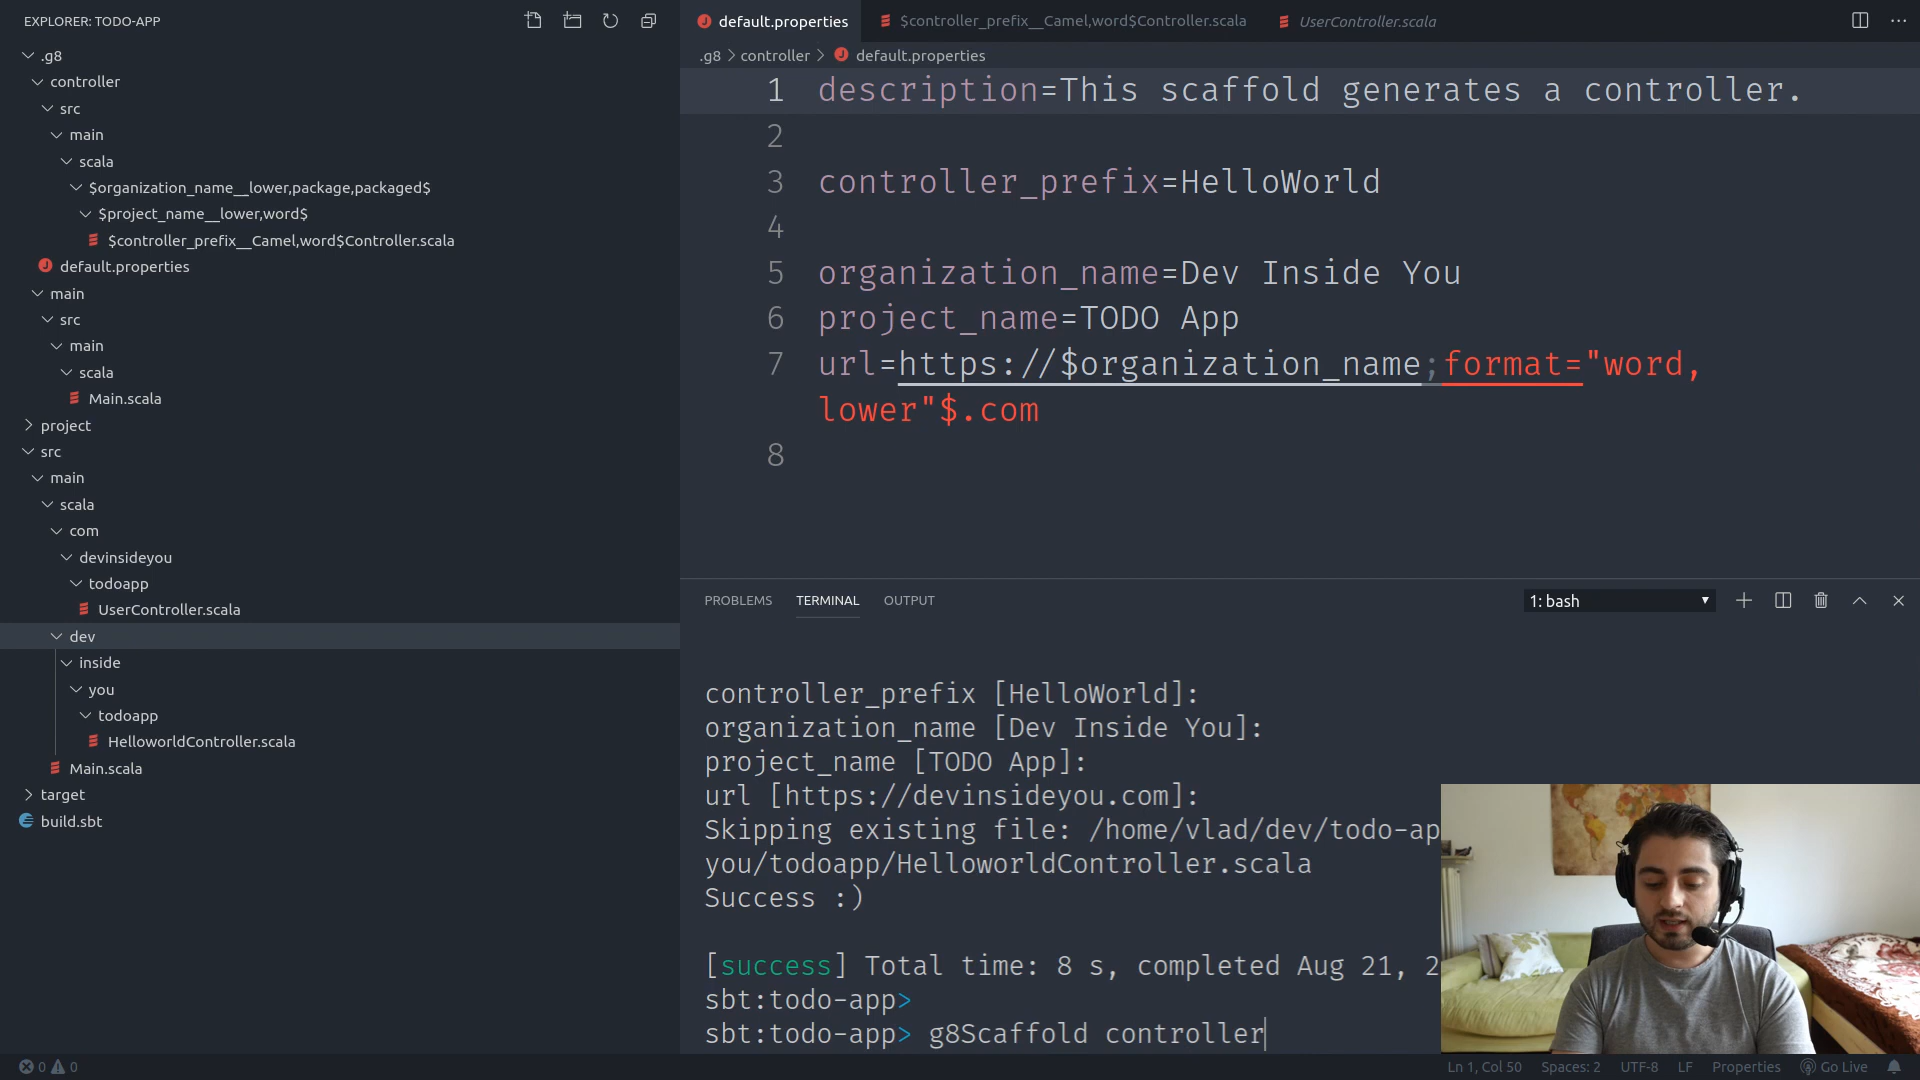 EXPLORER: TODO-APP
.g8
controller
src
main
scala
$organization_name__lower,package,packaged$
$project_name__lower,word$
$controller_prefix__Camel,word$Controller.scala
default.properties
main
src
main
scala
Main.scala
project
src
main
scala
com
devinsideyou
todoapp
UserController.scala
dev
inside
you
todoapp
HelloworldController.scala
Main.scala
target
build.sbt
default.properties
$controller_prefix__Camel,word$Controller.scala
UserController.scala
.g8 > controller > default.properties
1 description=This scaffold generates a controller.
2
3 controller_prefix=HelloWorld
4
5 organization_name=Dev Inside You
6 project_name=TODO App
7 url=https://$organization_name;format="word,
lower"$.com
8
PROBLEMS TERMINAL OUTPUT
1: bash
controller_prefix [HelloWorld]:
organization_name [Dev Inside You]:
project_name [TODO App]:
url [https://devinsideyou.com]:
Skipping existing file: /home/vlad/dev/todo-ap
you/todoapp/HelloworldController.scala
Success :)
[success] Total time: 8 s, completed Aug 21, 2
sbt:todo-app>
sbt:todo-app> g8Scaffold controller
0 0
Ln 1, Col 50 Spaces: 2 UTF-8 LF Properties Go Live